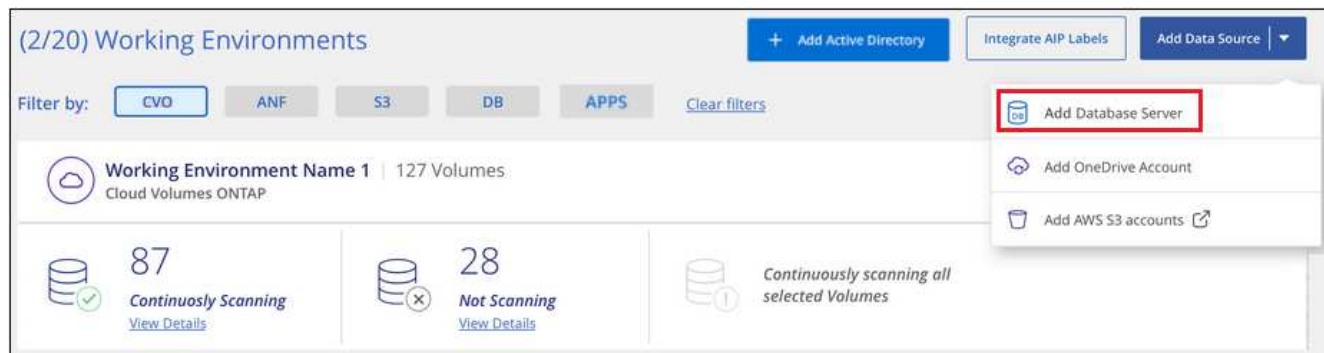 (2/20) Working Environments
+ Add Active Directory
Integrate AIP Labels
Add Data Source
Filter by:
CVO
ANF
S3
DB
APPS
Clear filters
DB
Add Database Server
Add OneDrive Account
Add AWS S3 accounts
Working Environment Name 1 | 127 Volumes
Cloud Volumes ONTAP
87
Continuosly Scanning
View Details
28
Not Scanning
View Details
Continuously scanning all
selected Volumes